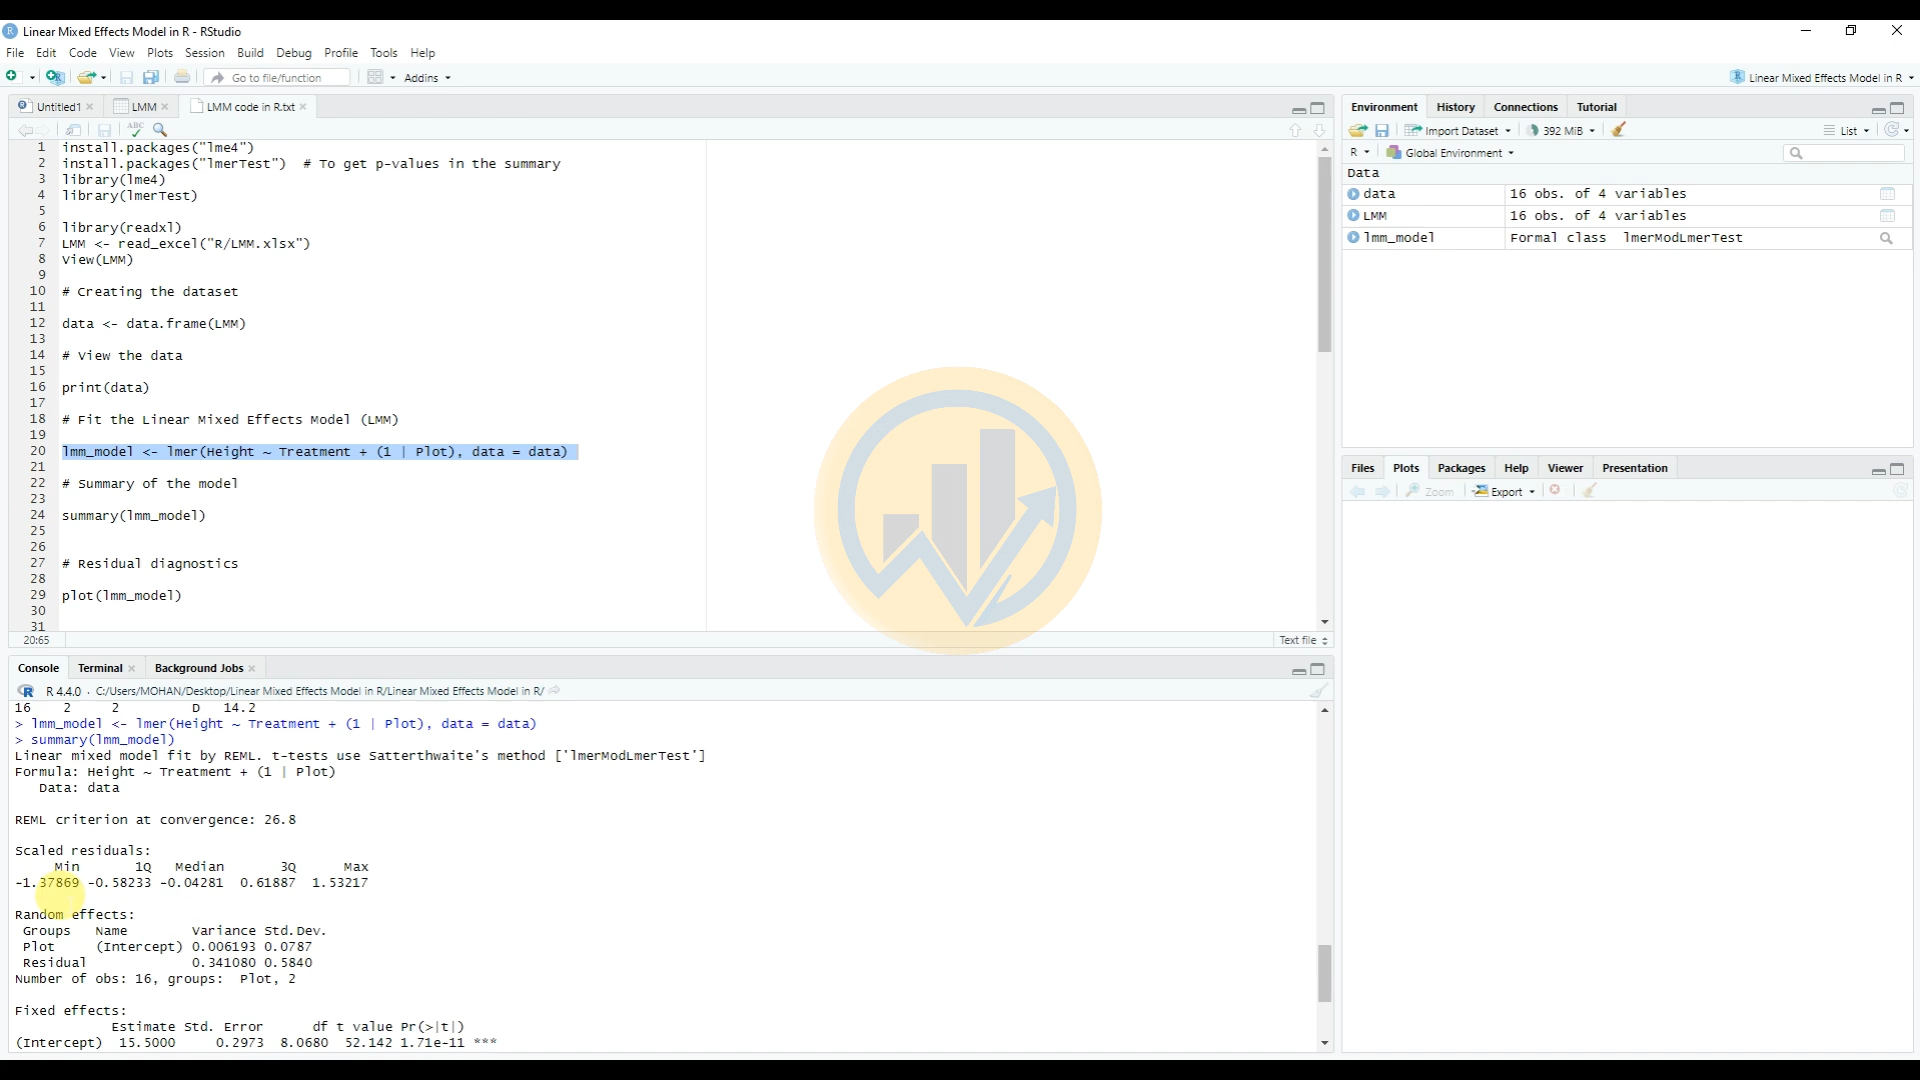 Linear Mixed Effects Model in R - RStudio
File Edit Code View Plots Session Build Debug Profile Tools Help
Go to file/function Addins Linear Mixed Effects Model in R
Untitled1 LMM LMM code in R.txt
1 install.packages("lme4")
2 install.packages("lmerTest") # To get p-values in the summary
3 library(lme4)
4 library(lmerTest)
5
6 library(readxl)
7 LMM <- read_excel("R/LMM.xlsx")
8 View(LMM)
9
10 # Creating the dataset
11
12 data <- data.frame(LMM)
13
14 # View the data
15
16 print(data)
17
18 # Fit the Linear Mixed Effects Model (LMM)
19
20 lmm_model <- lmer(Height ~ Treatment + (1 | Plot), data = data)
21
22 # Summary of the model
23
24 summary(lmm_model)
25
26
27 # Residual diagnostics
28
29 plot(lmm_model)
30
31
20:65 Text file
Console Terminal Background Jobs
R 4.4.0 · C:/Users/MOHAN/Desktop/Linear Mixed Effects Model in R/Linear Mixed Effects Model in R/
16 2 2 D 14.2
> lmm_model <- lmer(Height ~ Treatment + (1 | Plot), data = data)
> summary(lmm_model)
Linear mixed model fit by REML. t-tests use Satterthwaite's method ['lmerModLmerTest']
Formula: Height ~ Treatment + (1 | Plot)
Data: data
REML criterion at convergence: 26.8
Scaled residuals:
Min 1Q Median 3Q Max
-1.37869 -0.58233 -0.04281 0.61887 1.53217
Random effects:
Groups Name Variance Std.Dev.
Plot (Intercept) 0.006193 0.0787
Residual 0.341080 0.5840
Number of obs: 16, groups: Plot, 2
Fixed effects:
Estimate Std. Error df t value Pr(>|t|)
(Intercept) 15.5000 0.2973 8.0680 52.142 1.71e-11 ***
Environment History Connections Tutorial
Import Dataset 392 MiB List
R Global Environment
Data
data 16 obs. of 4 variables
LMM 16 obs. of 4 variables
lmm_model Formal class lmerModLmerTest
Files Plots Packages Help Viewer Presentation
Zoom Export